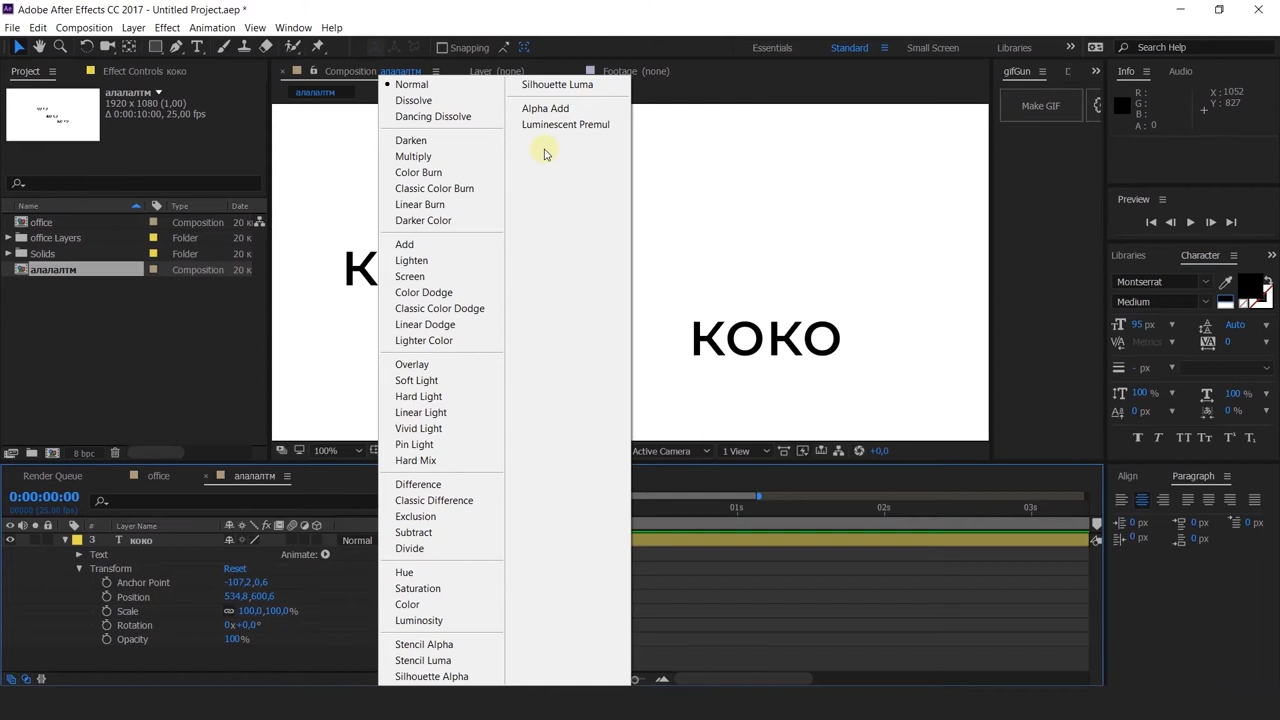 Adobe After Effects CC 2017 - Untitled Project.aep *
File Edit Composition Layer Effect Animation View Window Help
Snapping Essentials Standard Small Screen Libraries Search Help
Project Effect Controls коко Composition алалалтм Layer (none) Footage (none) gifGun Info Audio
алалалтм
1920 x 1080 (1,00)
Δ 0:00:10:00, 25,00 fps
алалалтм
Make GIF
R :
G :
B :
A : 0
X : 1052
Y : 827
Normal
Dissolve
Dancing Dissolve
Darken
Multiply
Color Burn
Classic Color Burn
Linear Burn
Darker Color
Add
Lighten
Screen
Color Dodge
Classic Color Dodge
Linear Dodge
Lighter Color
Overlay
Soft Light
Hard Light
Linear Light
Vivid Light
Pin Light
Hard Mix
Difference
Classic Difference
Exclusion
Subtract
Divide
Hue
Saturation
Color
Luminosity
Stencil Alpha
Stencil Luma
Silhouette Alpha
Silhouette Luma
Alpha Add
Luminescent Premul
Name Type Date
office Composition 20 к
office Layers Folder 20 к
Solids Folder 20 к
алалалтм Composition 20 к
8 bpc
К
КОКО
100% Active Camera 1 View +0,0
Preview
Libraries Character
Montserrat
Medium
95 px Auto
Metrics 0
- px
100 % 100 %
0 px 0 %
T T TT Tт T¹ T₁
Align Paragraph
0 px 0 px 0 px
0 px 0 px
Render Queue office алалалтм
0:00:00:00
00000 (25.00 fps)
01s 02s 03s
# Layer Name
3 T коко Normal
Text Animate:
Transform Reset
Anchor Point -107,2,0,6
Position 534,8,600,6
Scale 100,0,100,0%
Rotation 0x+0,0°
Opacity 100%